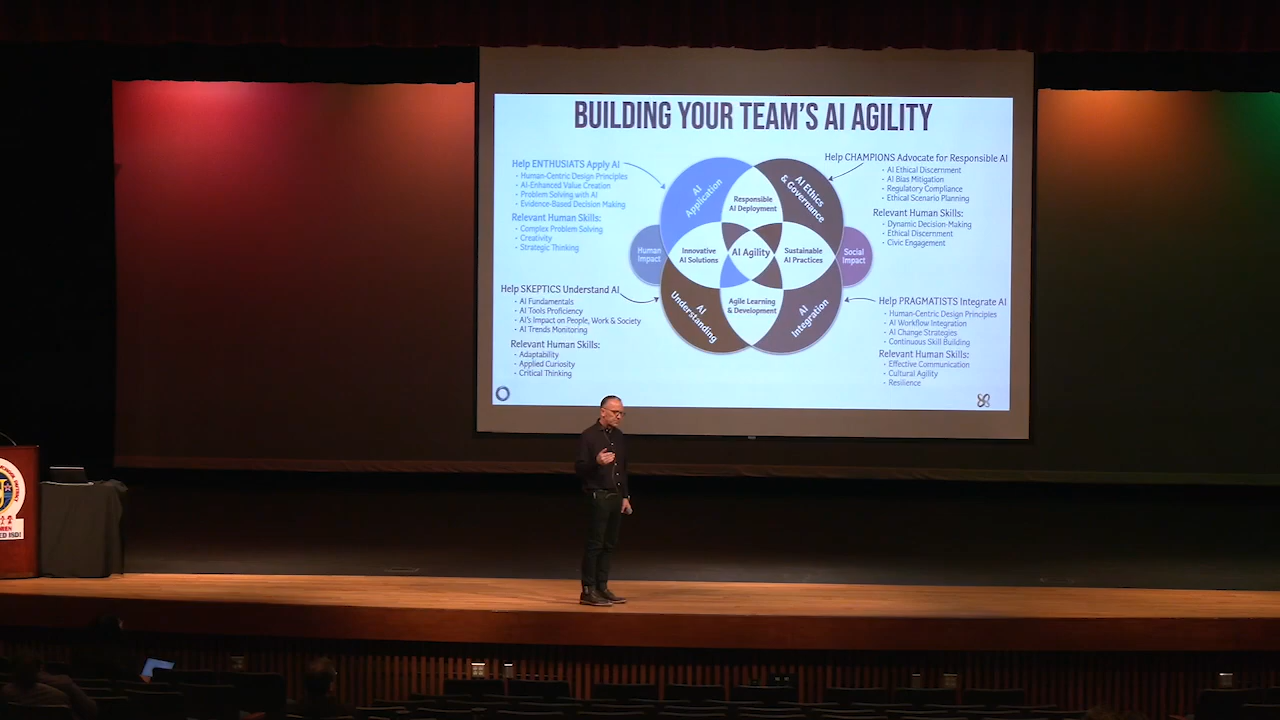 BUILDING YOUR TEAM'S AI AGILITY
Help ENTHUSIATS Apply AI
- Human-Centric Design Principles
- AI-Enhanced Value Creation
- Problem Solving with AI
- Evidence-Based Decision Making
Relevant Human Skills:
- Complex Problem Solving
- Creativity
- Strategic Thinking
Help SKEPTICS Understand AI
- AI Fundamentals
- AI Tools Proficiency
- AI's Impact on People, Work & Society
- AI Trends Monitoring
Relevant Human Skills:
- Adaptability
- Applied Curiosity
- Critical Thinking
AI
Application
AI Ethics
& Governance
Responsible
AI Deployment
Human
Impact
Innovative
AI Solutions
AI Agility
Sustainable
AI Practices
Social
Impact
AI
Understanding
Agile Learning
& Development
AI
Integration
Help CHAMPIONS Advocate for Responsible AI
- AI Ethical Discernment
- AI Bias Mitigation
- Regulatory Compliance
- Ethical Scenario Planning
Relevant Human Skills:
- Dynamic Decision-Making
- Ethical Discernment
- Civic Engagement
Help PRAGMATISTS Integrate AI
- Human-Centric Design Principles
- AI Workflow Integration
- AI Change Strategies
- Continuous Skill Building
Relevant Human Skills:
- Effective Communication
- Cultural Agility
- Resilience